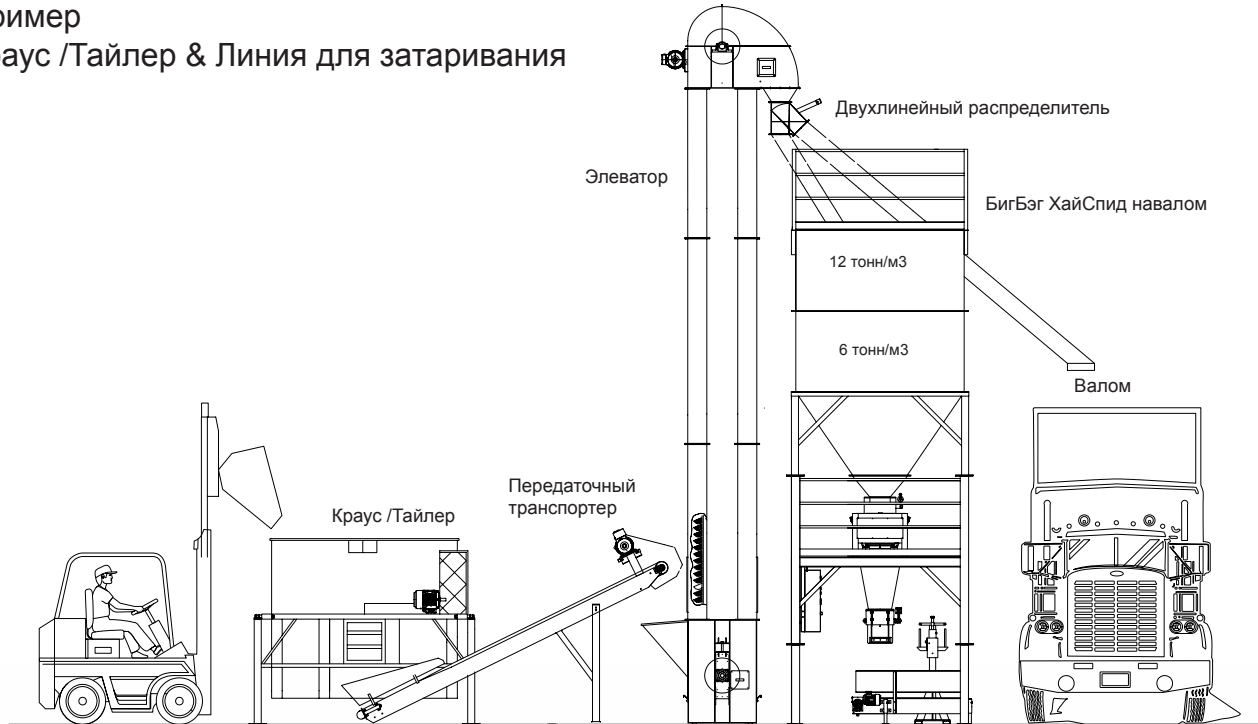 ример
раус /Тайлер & Линия для затаривания
Двухлинейный распределитель
Элеватор
БигБэг ХайСпид навалом
12 тонн/м3
6 тонн/м3
Валом
Передаточный
транспортер
Краус /Тайлер